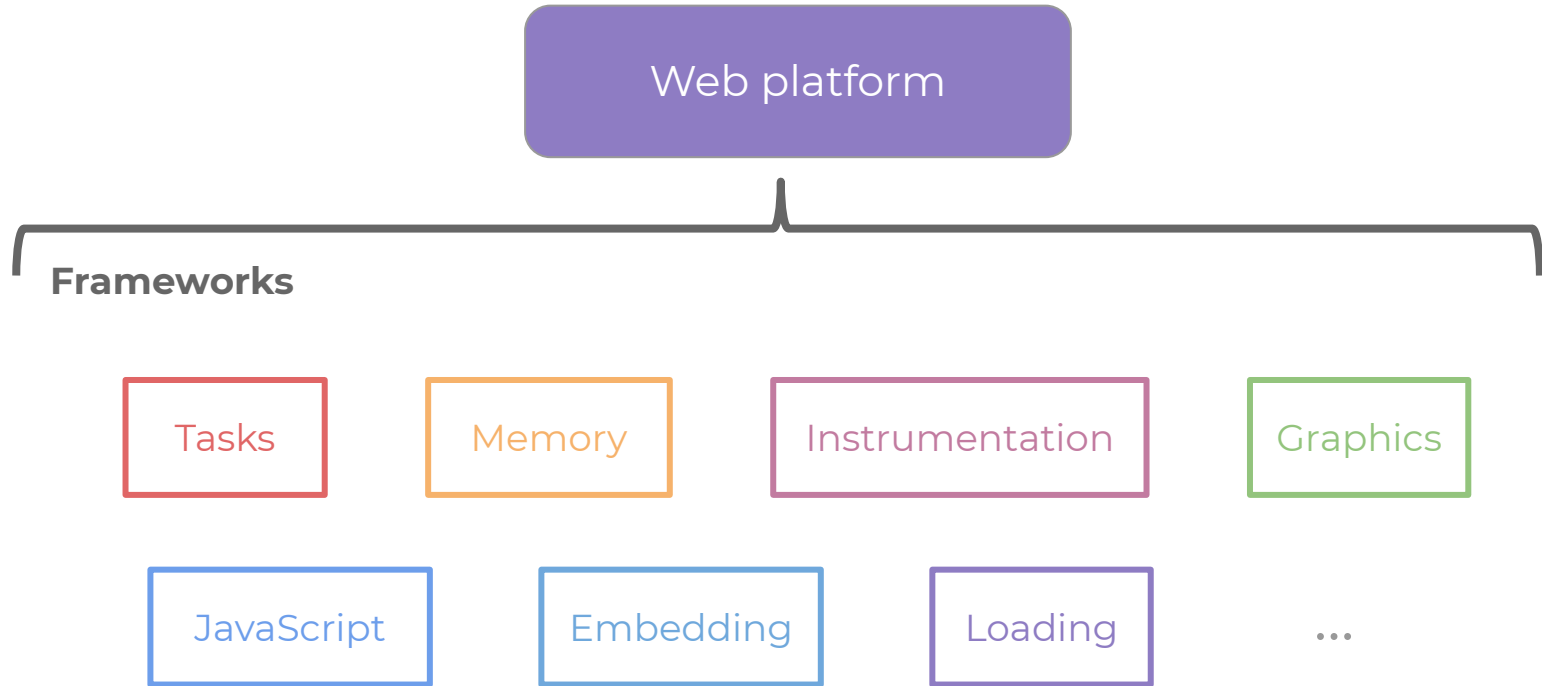 Web platform
Frameworks
Tasks
Memory
Instrumentation
Graphics
JavaScript
Embedding
Loading
...